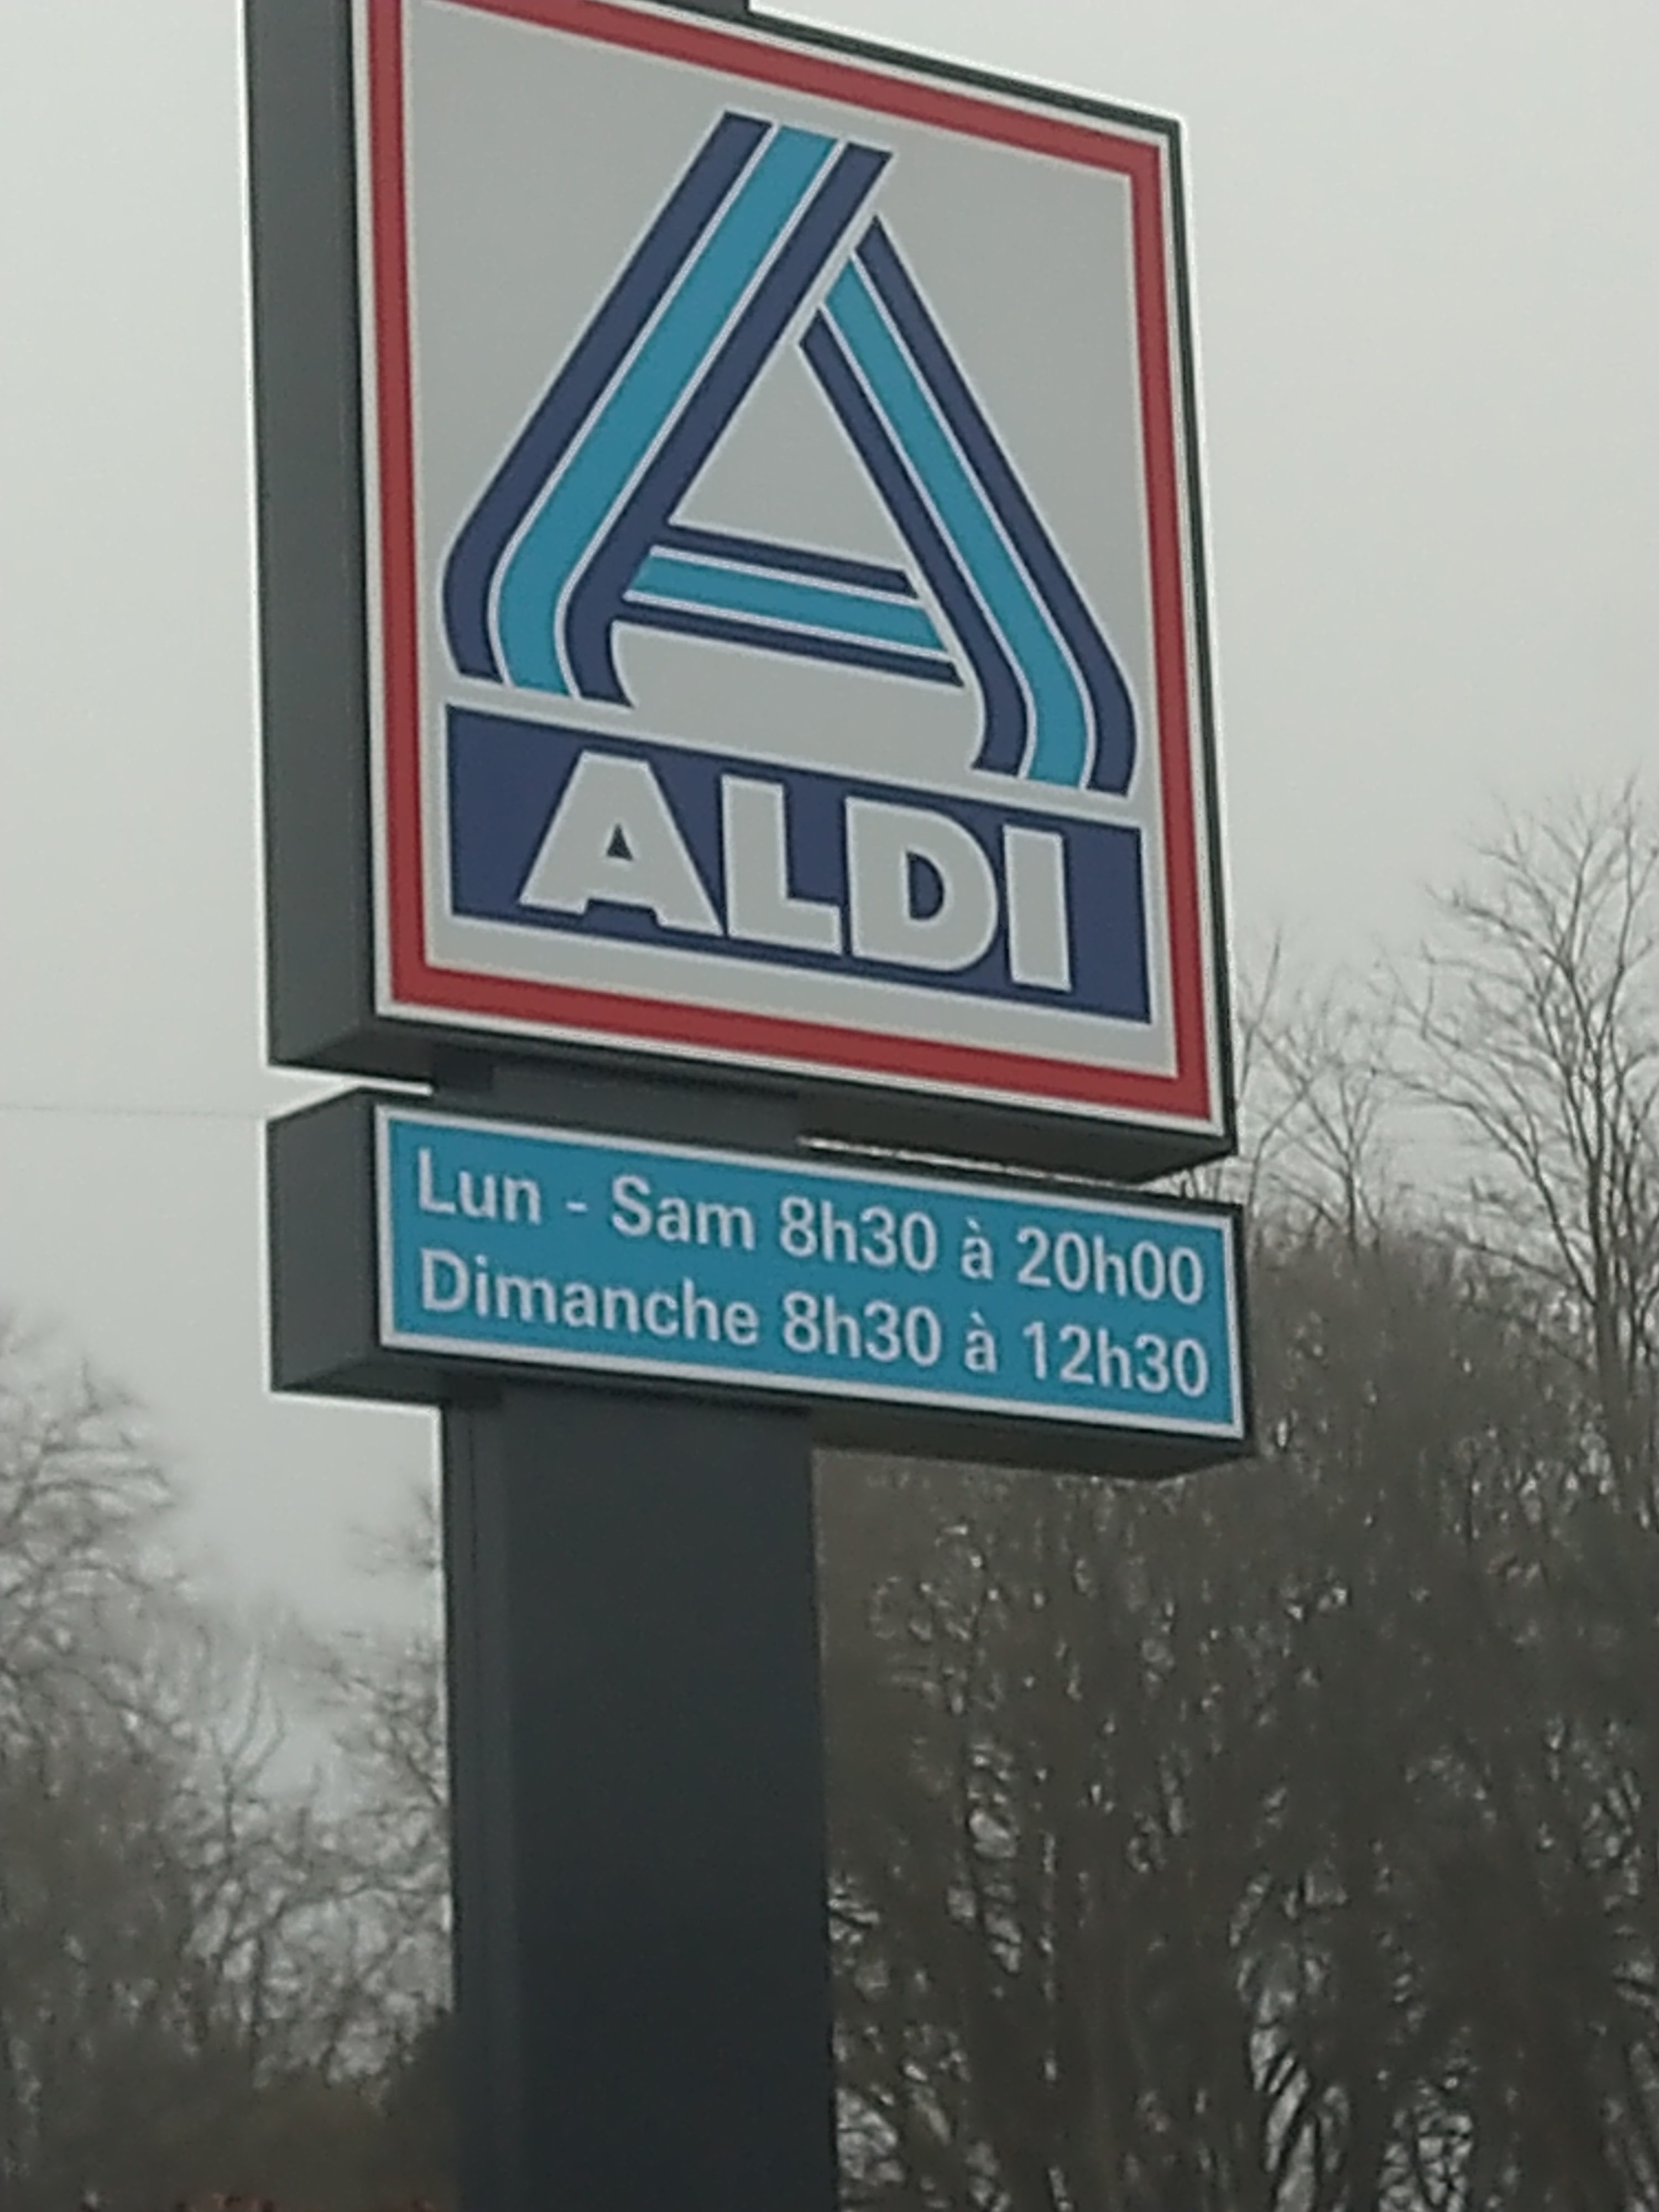 ALDI
Lun - Sam 8h30 à 20h00
Dimanche 8h30 à 12h30